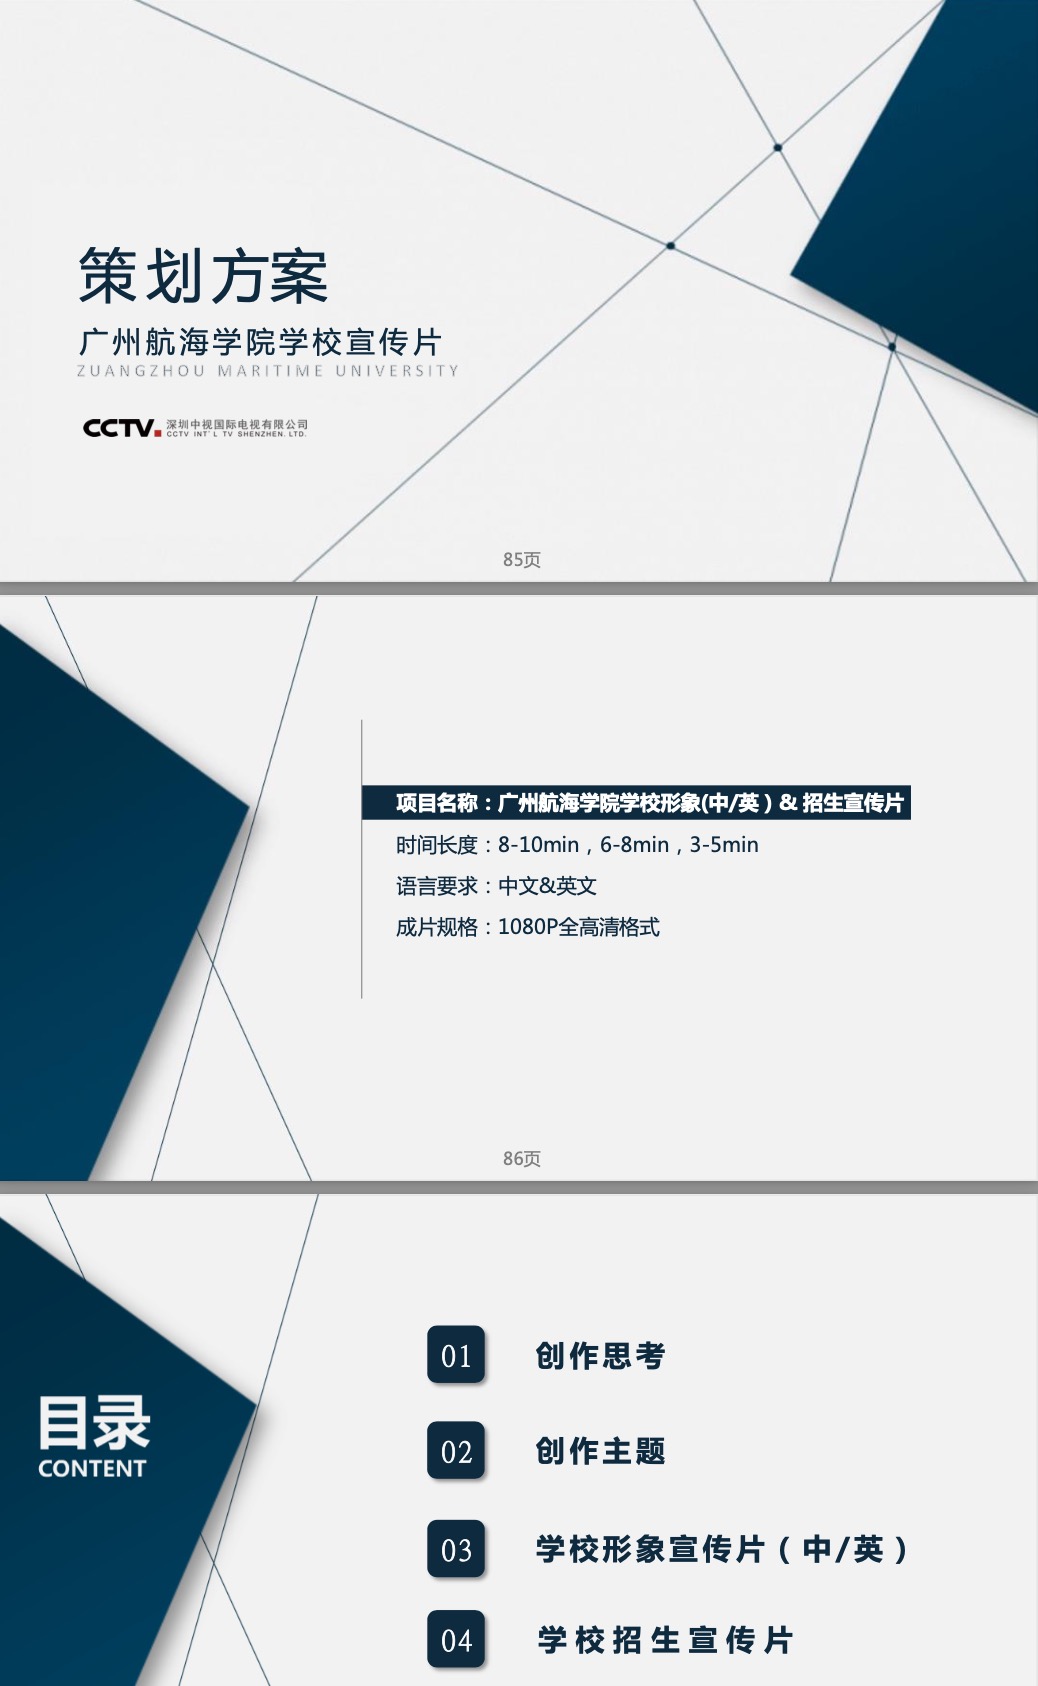 策划方案
广州航海学院学校宣传片
ZUANGZHOU MARITIME UNIVERSITY
CCTV. 深圳中视国际电视有限公司
CCTV INT'L TV SHENZHEN. LTD.
85页
项目名称：广州航海学院学校形象(中/英）& 招生宣传片
时间长度：8-10min，6-8min，3-5min
语言要求：中文&英文
成片规格：1080P全高清格式
86页
目录
CONTENT
01 创作思考
02 创作主题
03 学校形象宣传片（中/英）
04 学校招生宣传片